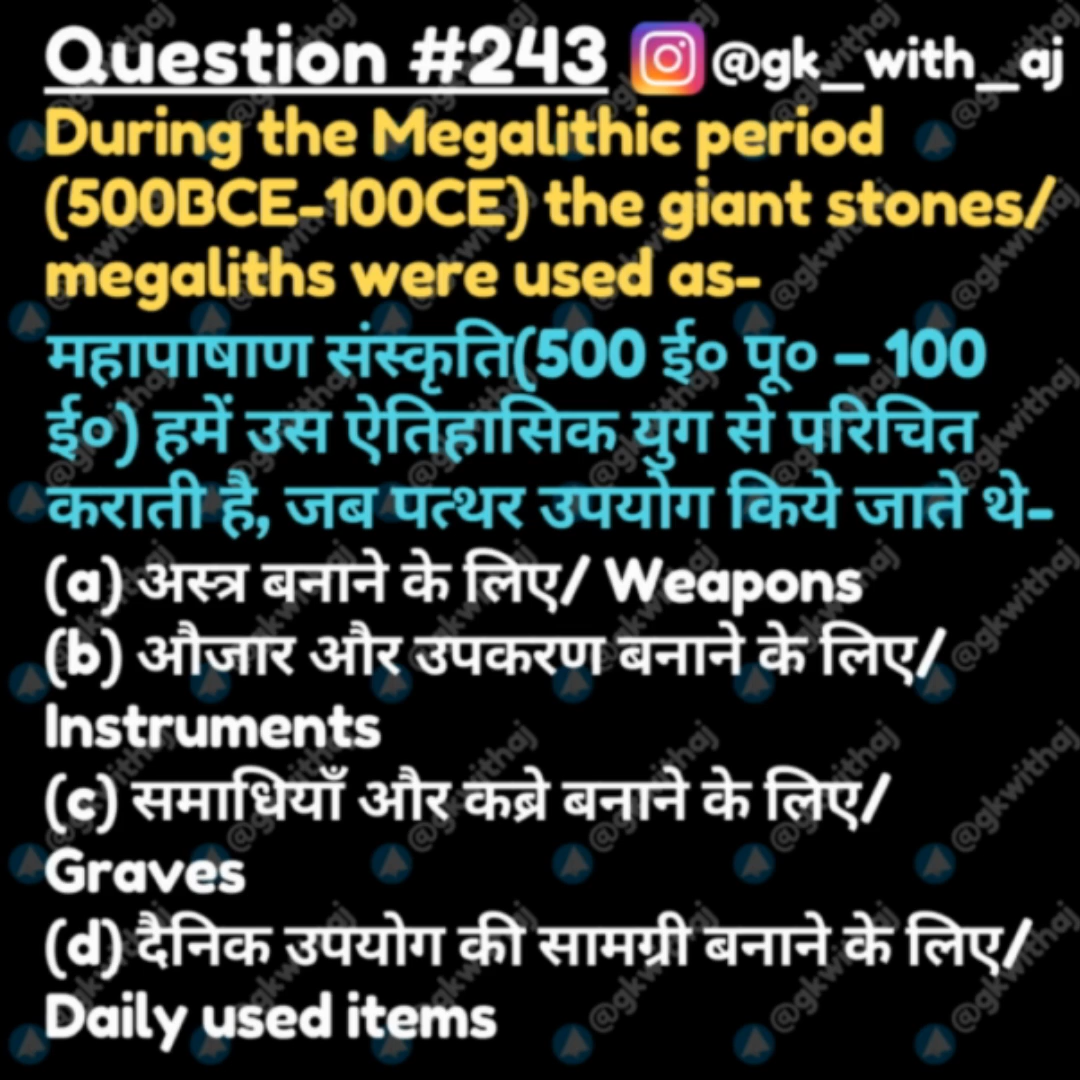 Question #243 @gk_with_aj
During the Megalithic period
(500BCE-100CE) the giant stones/
megaliths were used as-
महापाषाण संस्कृति(500 ई० पू० – 100
ई०) हमें उस ऐतिहासिक युग से परिचित
कराती है, जब पत्थर उपयोग किये जाते थे-
(a) अस्त्र बनाने के लिए/ Weapons
(b) औजार और उपकरण बनाने के लिए/
Instruments
(c) समाधियाँ और कब्रे बनाने के लिए/
Graves
(d) दैनिक उपयोग की सामग्री बनाने के लिए/
Daily used items
@gkwithaj